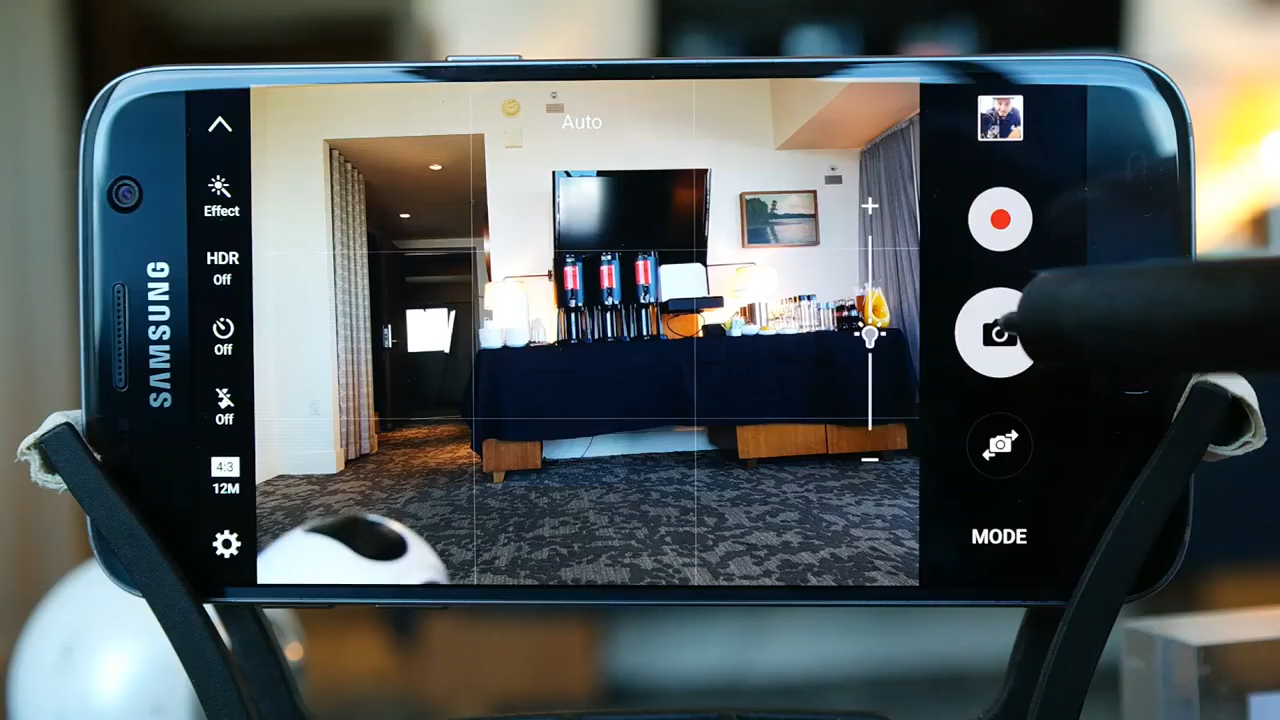 SAMSUNG
Effect
HDR
Off
Off
Off
4:3
12M
Auto
+
−
MODE